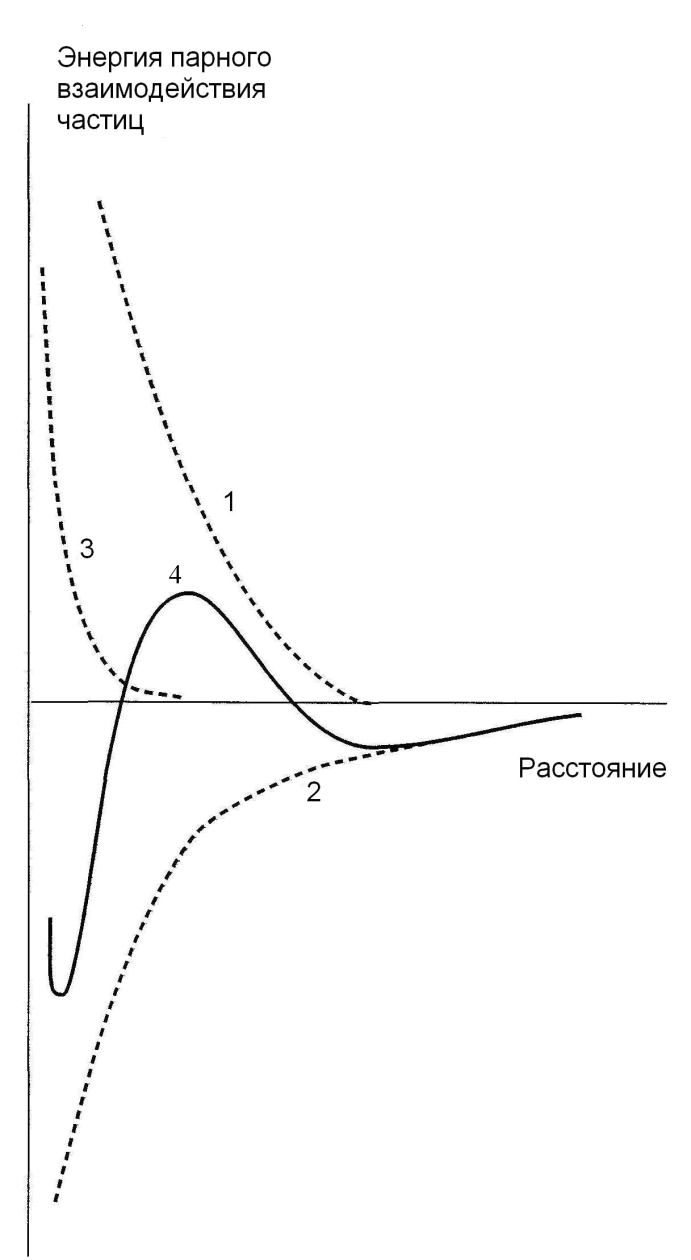 Энергия парного
взаимодействия
частиц
1
3
4
Расстояние
2